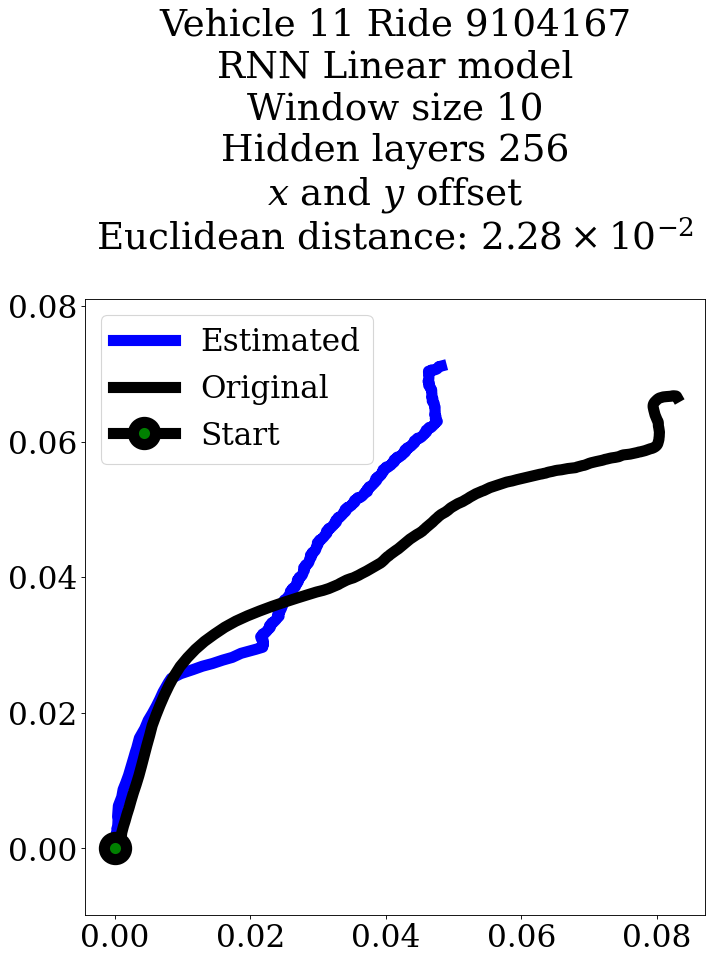 Vehicle 11 Ride 9104167
RNN Linear model
Window size 10
Hidden layers 256
x and y offset
Euclidean distance: 2.28 × 10⁻²
0.08
0.06
0.04
0.02
0.00
Estimated
Original
Start
0.00 0.02 0.04 0.06 0.08